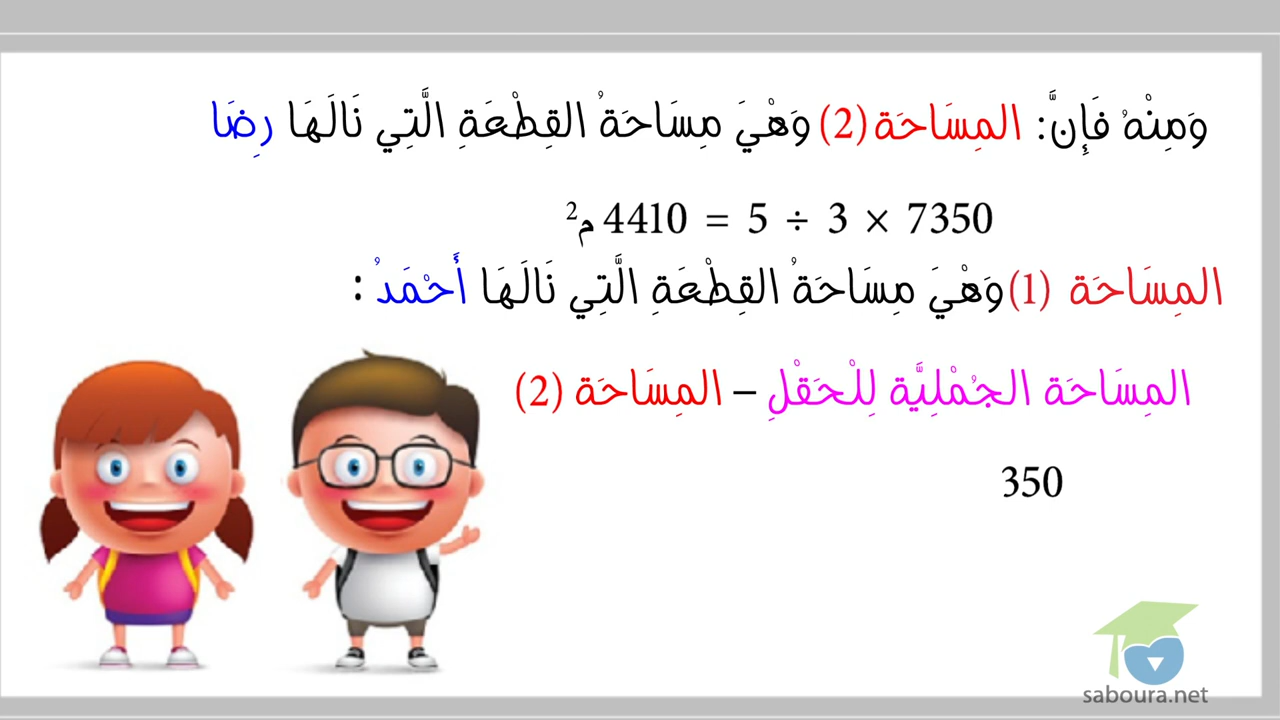 وَمِنْهُ فَإِنَّ: المِسَاحَة (2) وَهْيَ مِسَاحَةُ القِطْعَةِ الَّتِي نَالَهَا رِضَا
7350 × 3 ÷ 5 = 4410 م²
المِسَاحَة (1) وَهْيَ مِسَاحَةُ القِطْعَةِ الَّتِي نَالَهَا أَحْمَدُ :
المِسَاحَة الجُمْلِيَّة لِلْحَقْلِ – المِسَاحَة (2)
350
saboura.net